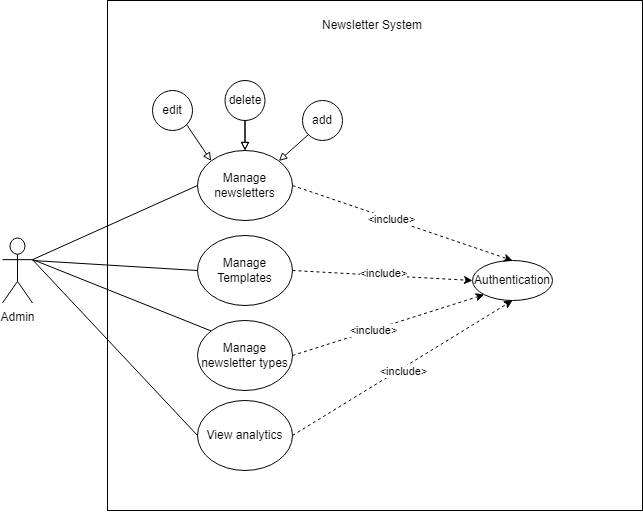 Newsletter System
edit
delete
add
Manage
newsletters
<include>
Manage
Templates
<include>
Authentication
Admin
<include>
Manage
newsletter types
<include>
View analytics